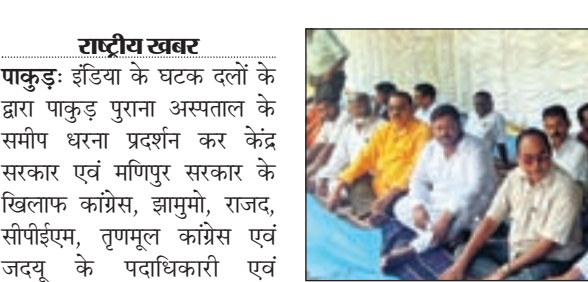 राष्ट्रीय खबर
पाकुड़ः इंडिया के घटक दलों के
द्वारा पाकुड़ पुराना अस्पताल के
समीप धरना प्रदर्शन कर केंद्र
सरकार एवं मणिपुर सरकार के
खिलाफ कांग्रेस, झामुमो, राजद,
सीपीईएम, तृणमूल कांग्रेस एवं
जदयू के पदाधिकारी एवं